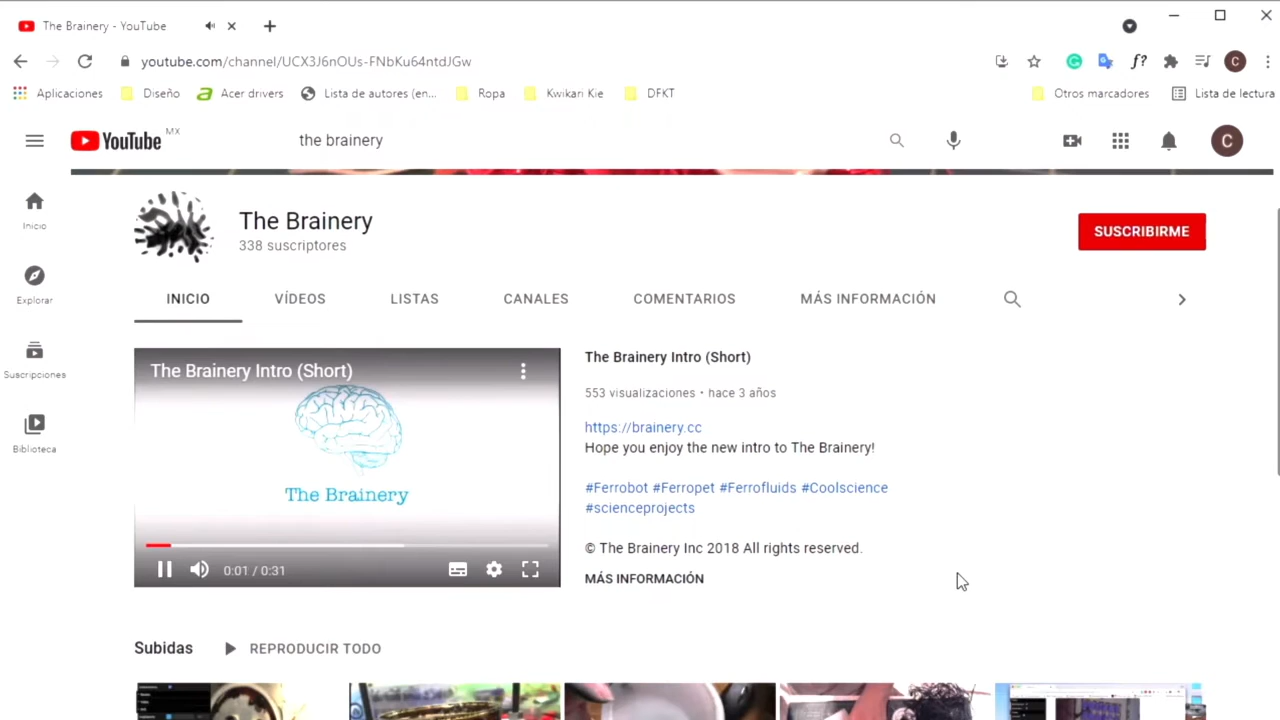 The Brainery - YouTube
youtube.com/channel/UCX3J6nOUs-FNbKu64ntdJGw
f?
C
Aplicaciones
Diseño
Acer drivers
Lista de autores (en...
Ropa
Kwikari Kie
DFKT
Otros marcadores
Lista de lectura
YouTube MX
the brainery
C
Inicio
Explorar
Suscripciones
Biblioteca
The Brainery
338 suscriptores
SUSCRIBIRME
INICIO
VÍDEOS
LISTAS
CANALES
COMENTARIOS
MÁS INFORMACIÓN
The Brainery Intro (Short)
The Brainery
0:01 / 0:31
The Brainery Intro (Short)
553 visualizaciones • hace 3 años
https://brainery.cc
Hope you enjoy the new intro to The Brainery!
#Ferrobot #Ferropet #Ferrofluids #Coolscience
#scienceprojects
© The Brainery Inc 2018 All rights reserved.
MÁS INFORMACIÓN
Subidas
REPRODUCIR TODO